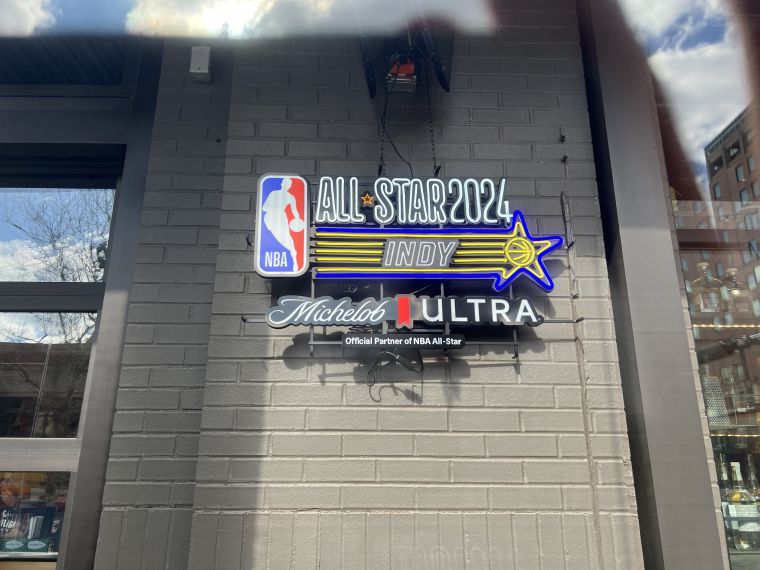 ALL STAR 2024
NBA
INDY
Michelob ULTRA
Official Partner of NBA All-Star